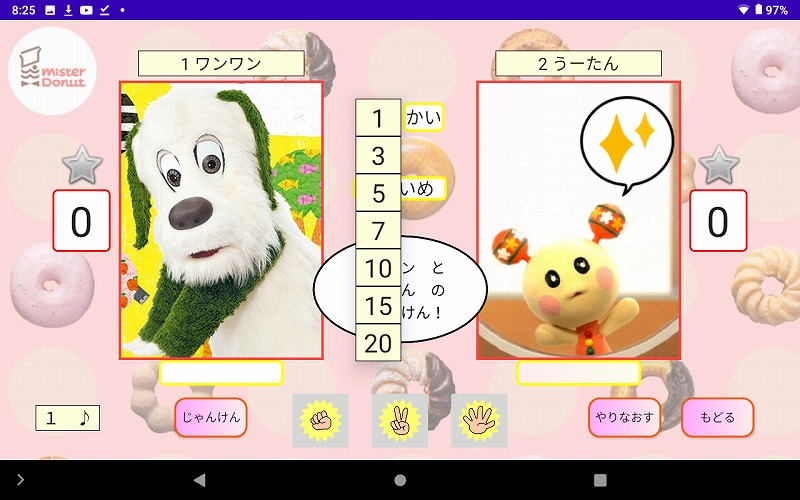 8:25
97%
mister
Donut
1 ワンワン
2 うーたん
1
3
5
7
10
15
20
かい
いめ
ン と
ん の
けん！
0
0
1 ♪
じゃんけん
やりなおす
もどる